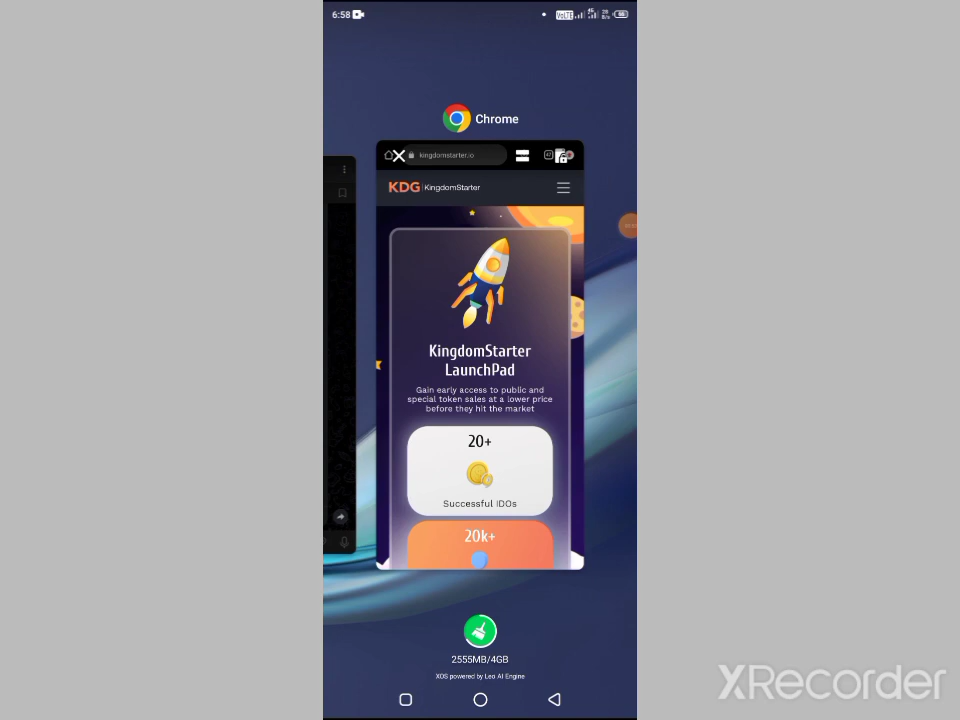 6:58
VoLTE
4G
Chrome
kingdomstarter.io
KDG KingdomStarter
KingdomStarter
LaunchPad
Gain early access to public and
special token sales at a lower price
before they hit the market
20+
Successful IDOs
20k+
2555MB/4GB
XOS powered by Leo AI Engine
XRecorder